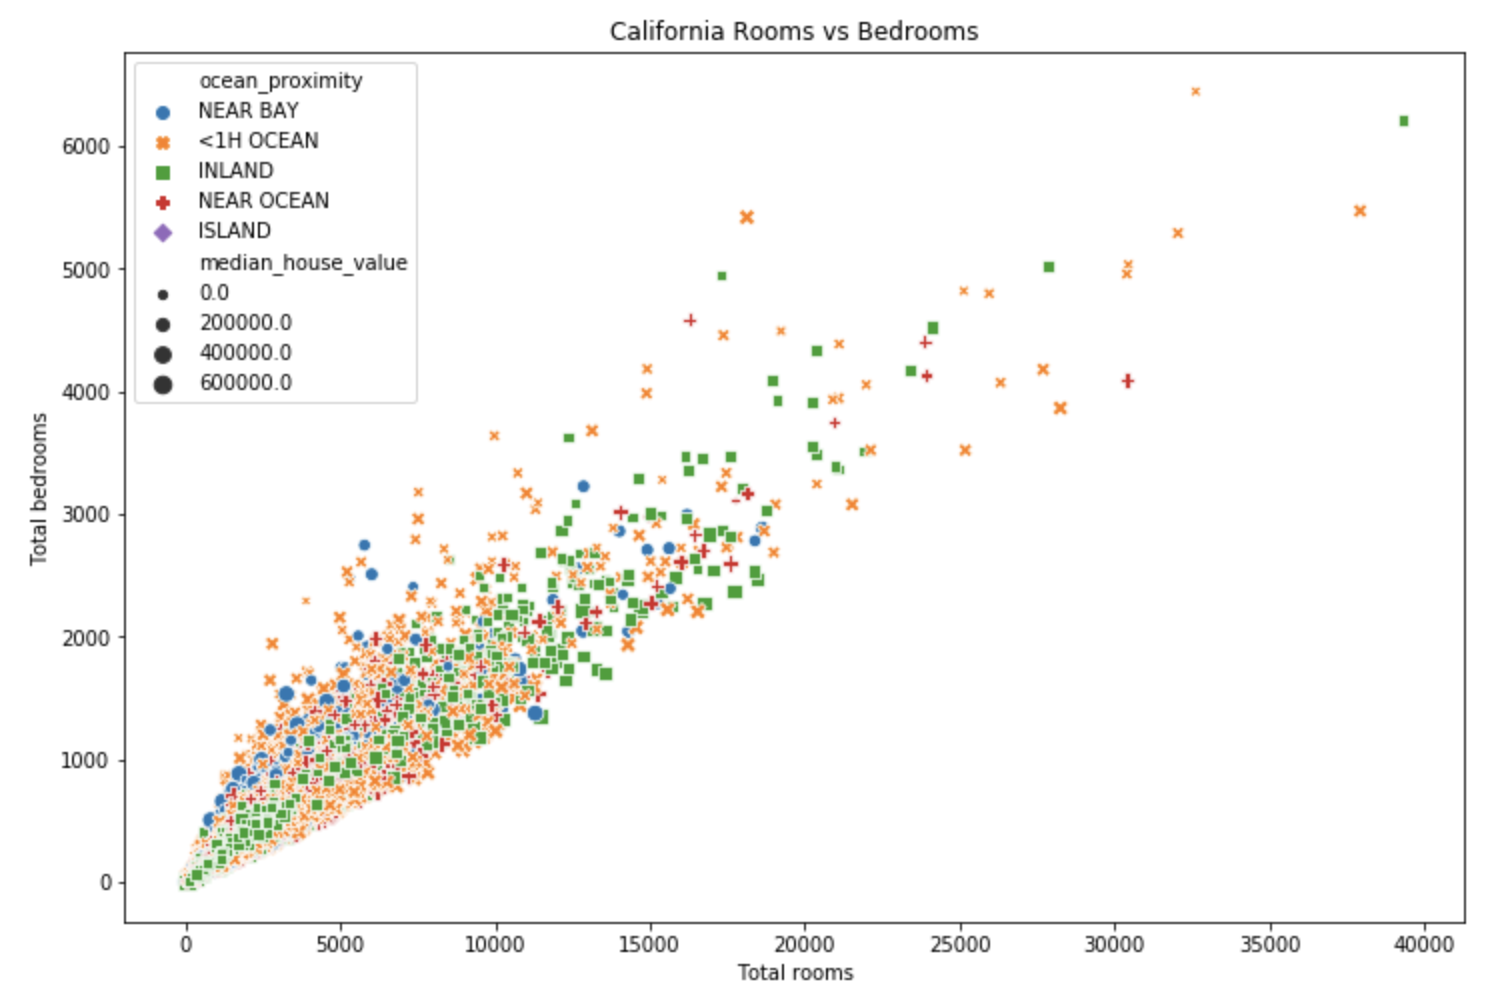 California Rooms vs Bedrooms
ocean_proximity
NEAR BAY
<1H OCEAN
INLAND
NEAR OCEAN
ISLAND
median_house_value
0.0
200000.0
400000.0
600000.0
Total bedrooms
6000
5000
4000
3000
2000
1000
0
0 5000 10000 15000 20000 25000 30000 35000 40000
Total rooms